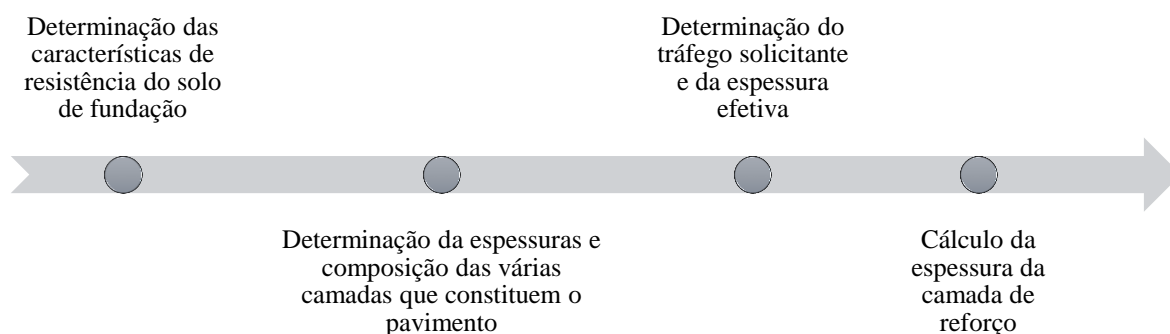 Determinação das
características de
resistência do solo
de fundação
Determinação da espessuras e
composição das várias
camadas que constituem o
pavimento
Determinação do
tráfego solicitante
e da espessura
efetiva
Cálculo da
espessura da
camada de
reforço